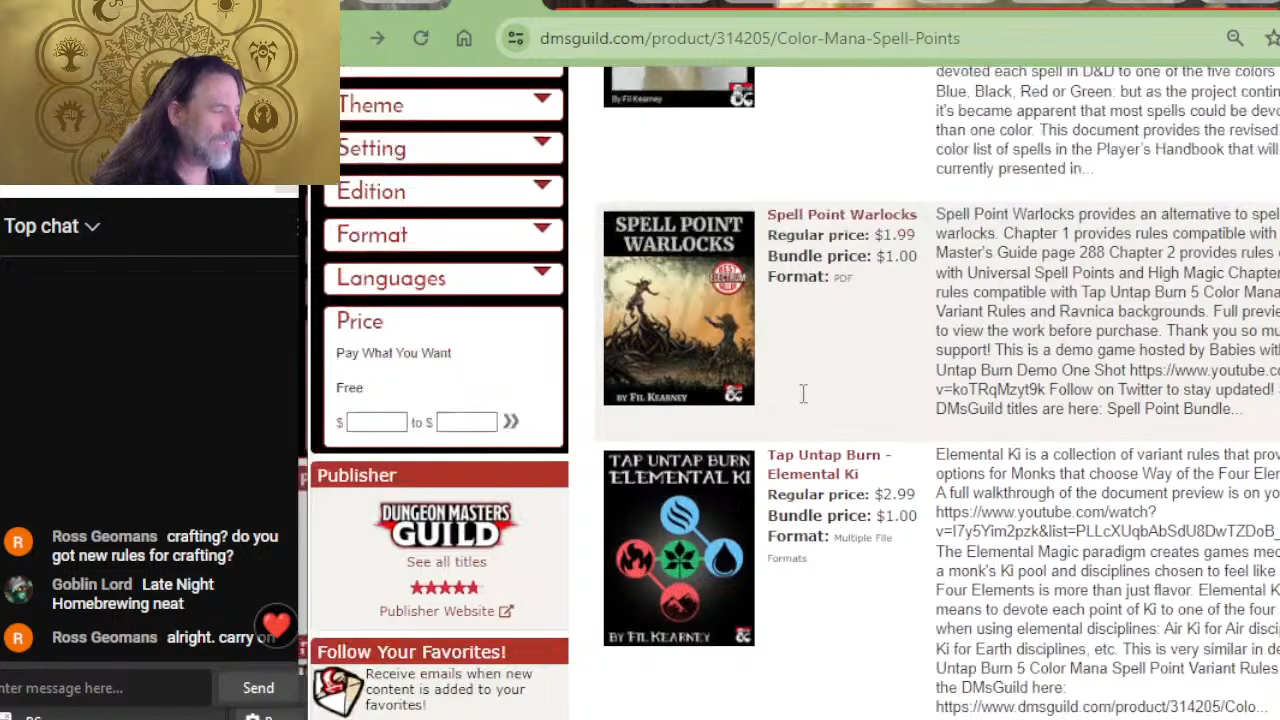 dmsguild.com/product/314205/Color-Mana-Spell-Points
Top chat
Ross Geomans crafting? do you
got new rules for crafting?
Goblin Lord Late Night
Homebrewing neat
Ross Geomans alright. carry on
nter message here...
Send
Theme
Setting
Edition
Format
Languages
Price
Pay What You Want
Free
$ to $
Publisher
DUNGEON MASTERS
GUILD
See all titles
Publisher Website
Follow Your Favorites!
Receive emails when new
content is added to your
favorites!
By Fil Kearney
devoted each spell in D&D to one of the five colors
Blue, Black, Red or Green: but as the project contin
it's became apparent that most spells could be devo
than one color. This document provides the revised
color list of spells in the Player's Handbook that will
currently presented in...
SPELL POINT
WARLOCKS
BEST
ELECTRUM
SELLER
BY FIL KEARNEY
Spell Point Warlocks
Regular price: $1.99
Bundle price: $1.00
Format: PDF
Spell Point Warlocks provides an alternative to spel
warlocks. Chapter 1 provides rules compatible with
Master's Guide page 288 Chapter 2 provides rules c
with Universal Spell Points and High Magic Chapte
rules compatible with Tap Untap Burn 5 Color Mana
Variant Rules and Ravnica backgrounds. Full previe
to view the work before purchase. Thank you so mu
support! This is a demo game hosted by Babies wit
Untap Burn Demo One Shot https://www.youtube.c
v=koTRqMzyt9k Follow on Twitter to stay updated!
DMsGuild titles are here: Spell Point Bundle...
TAP UNTAP BURN
ELEMENTAL KI
BY FIL KEARNEY
Tap Untap Burn -
Elemental Ki
Regular price: $2.99
Bundle price: $1.00
Format: Multiple File
Formats
Elemental Ki is a collection of variant rules that prov
options for Monks that choose Way of the Four Elem
A full walkthrough of the document preview is on yo
https://www.youtube.com/watch?
v=I7y5Yim2pzk&list=PLLcXUqbAbSdU8DwTZDoB_
The Elemental Magic paradigm creates games mec
a monk's Ki pool and disciplines chosen to feel like
Four Elements is more than just flavor. Elemental K
means to devote each point of Ki to one of the four
when using elemental disciplines: Air Ki for Air disci
Ki for Earth disciplines, etc. This is very similar in de
Untap Burn 5 Color Mana Spell Point Variant Rules
the DMsGuild here:
https://www.dmsguild.com/product/314205/Colo...